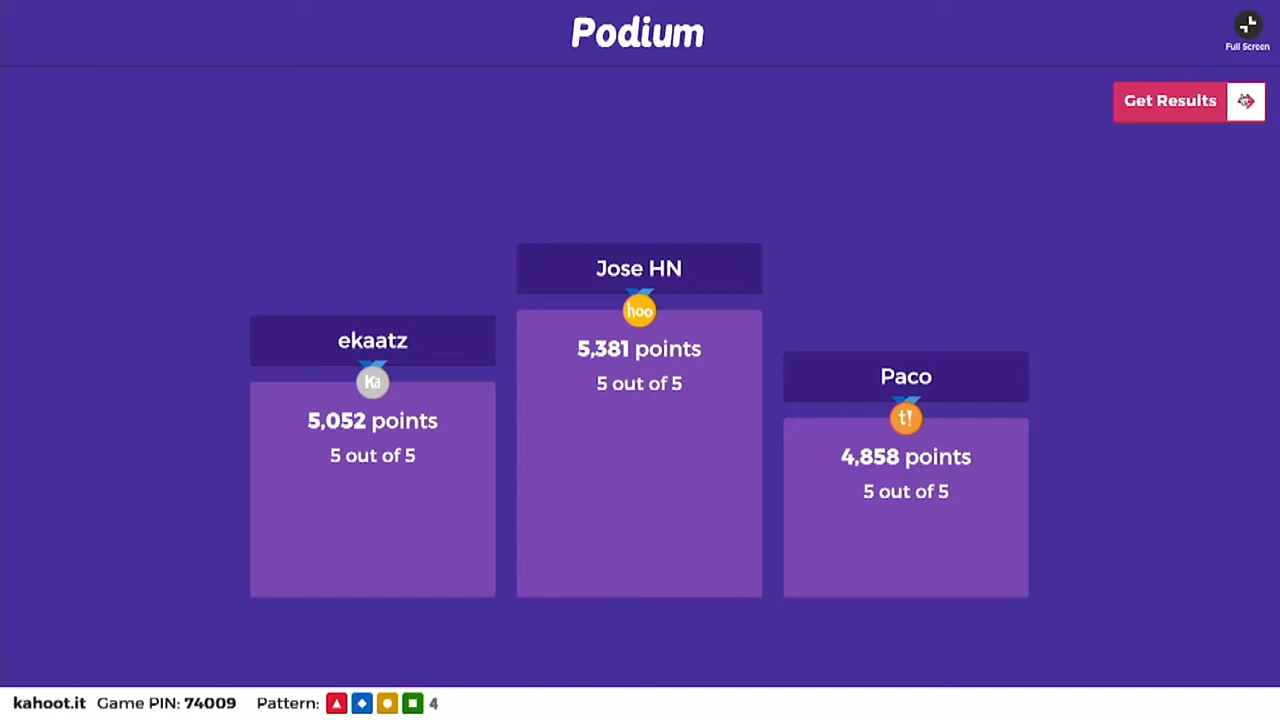 Podium
Full Screen
Get Results
Jose HN
hoo
5,381 points
5 out of 5
ekaatz
Ka
5,052 points
5 out of 5
Paco
t!
4,858 points
5 out of 5
kahoot.it Game PIN: 74009 Pattern: 4